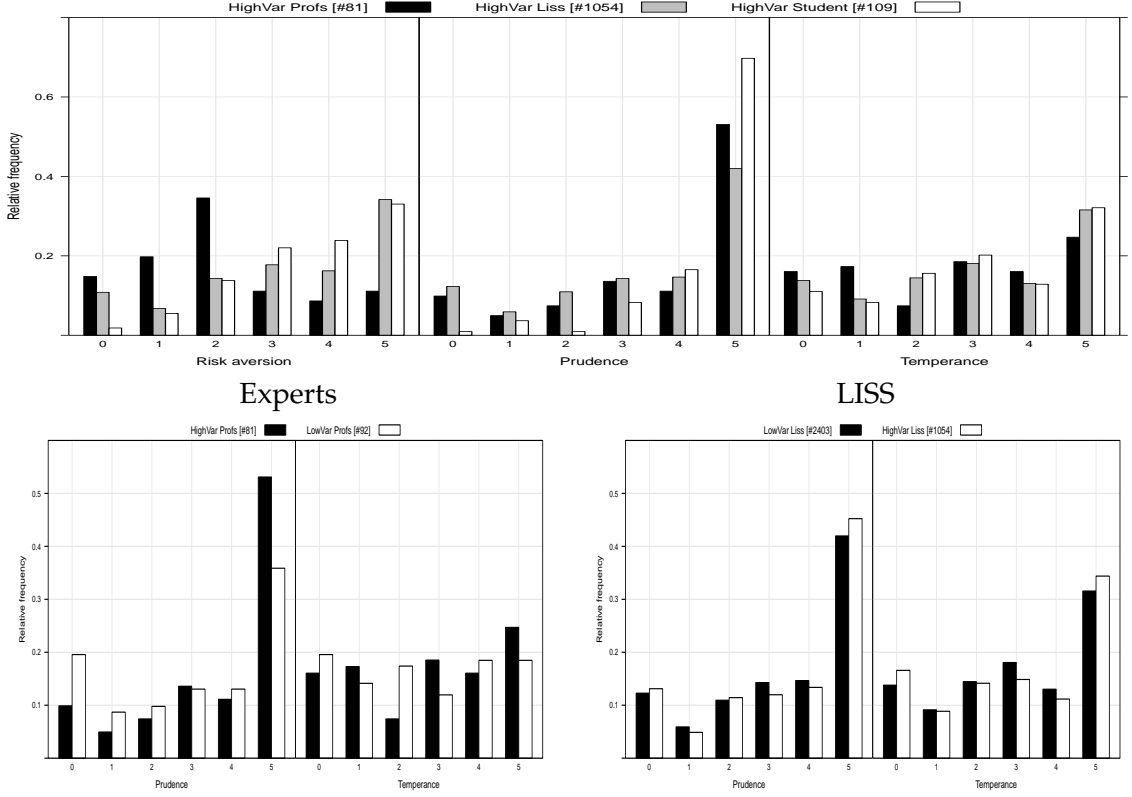 HighVar Profs [#81] HighVar Liss [#1054] HighVar Student [#109]
0.6
0.4
0.2
Relative frequency
0 1 2 3 4 5 0 1 2 3 4 5 0 1 2 3 4 5
Risk aversion Prudence Temperance
Experts LISS
HighVar Profs [#81] LowVar Profs [#92]
0.5
0.4
0.3
0.2
0.1
Relative frequency
0 1 2 3 4 5 0 1 2 3 4 5
Prudence Temperance
LowVar Liss [#2403] HighVar Liss [#1054]
0.5
0.4
0.3
0.2
0.1
Relative frequency
0 1 2 3 4 5 0 1 2 3 4 5
Prudence Temperance